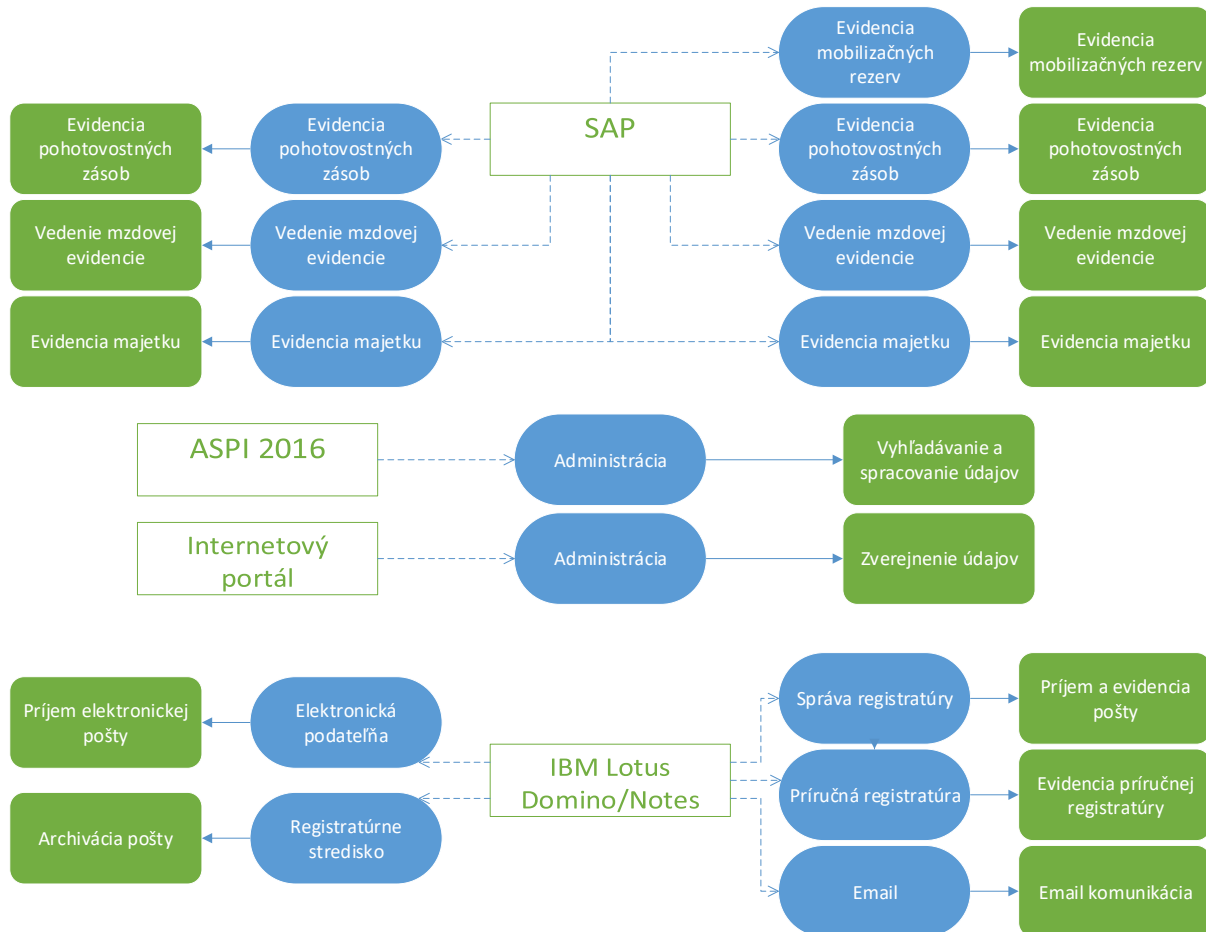 Evidencia
mobilizačných
rezerv
Evidencia
mobilizačných rezerv
SAP
Evidencia
pohotovostných
zásob
Evidencia
pohotovostných
zásob
Evidencia
pohotovostných
zásob
Evidencia
pohotovostných
zásob
Vedenie mzdovej
evidencie
Vedenie mzdovej
evidencie
Vedenie mzdovej
evidencie
Vedenie mzdovej
evidencie
Evidencia majetku
Evidencia majetku
Evidencia majetku
Evidencia majetku
ASPI 2016
Administrácia
Vyhľadávanie a
spracovanie údajov
Internetový
portál
Administrácia
Zverejnenie údajov
Príjem elektronickej
pošty
Elektronická
podateľňa
Správa registratúry
Príjem a evidencia
pošty
IBM Lotus
Domino/Notes
Príručná registratúra
Evidencia príručnej
registratúry
Archivácia pošty
Registratúrne
stredisko
Email
Email komunikácia